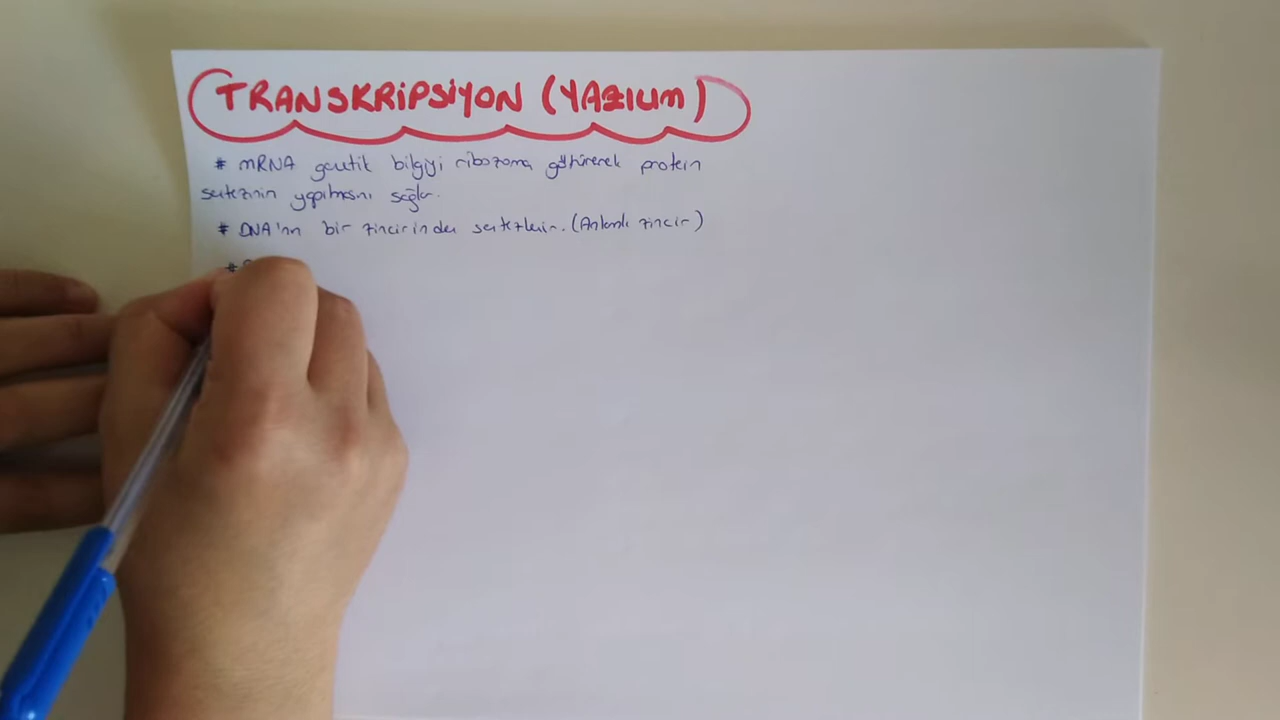 TRANSKRİPSİYON (YAZILIM)
# mRNA genetik bilgiyi ribozoma götürerek protein
sentezinin yapılmasını sağlar.
# DNA'nın bir zincirinden sentezlenir. (Anlamlı zincir)
#